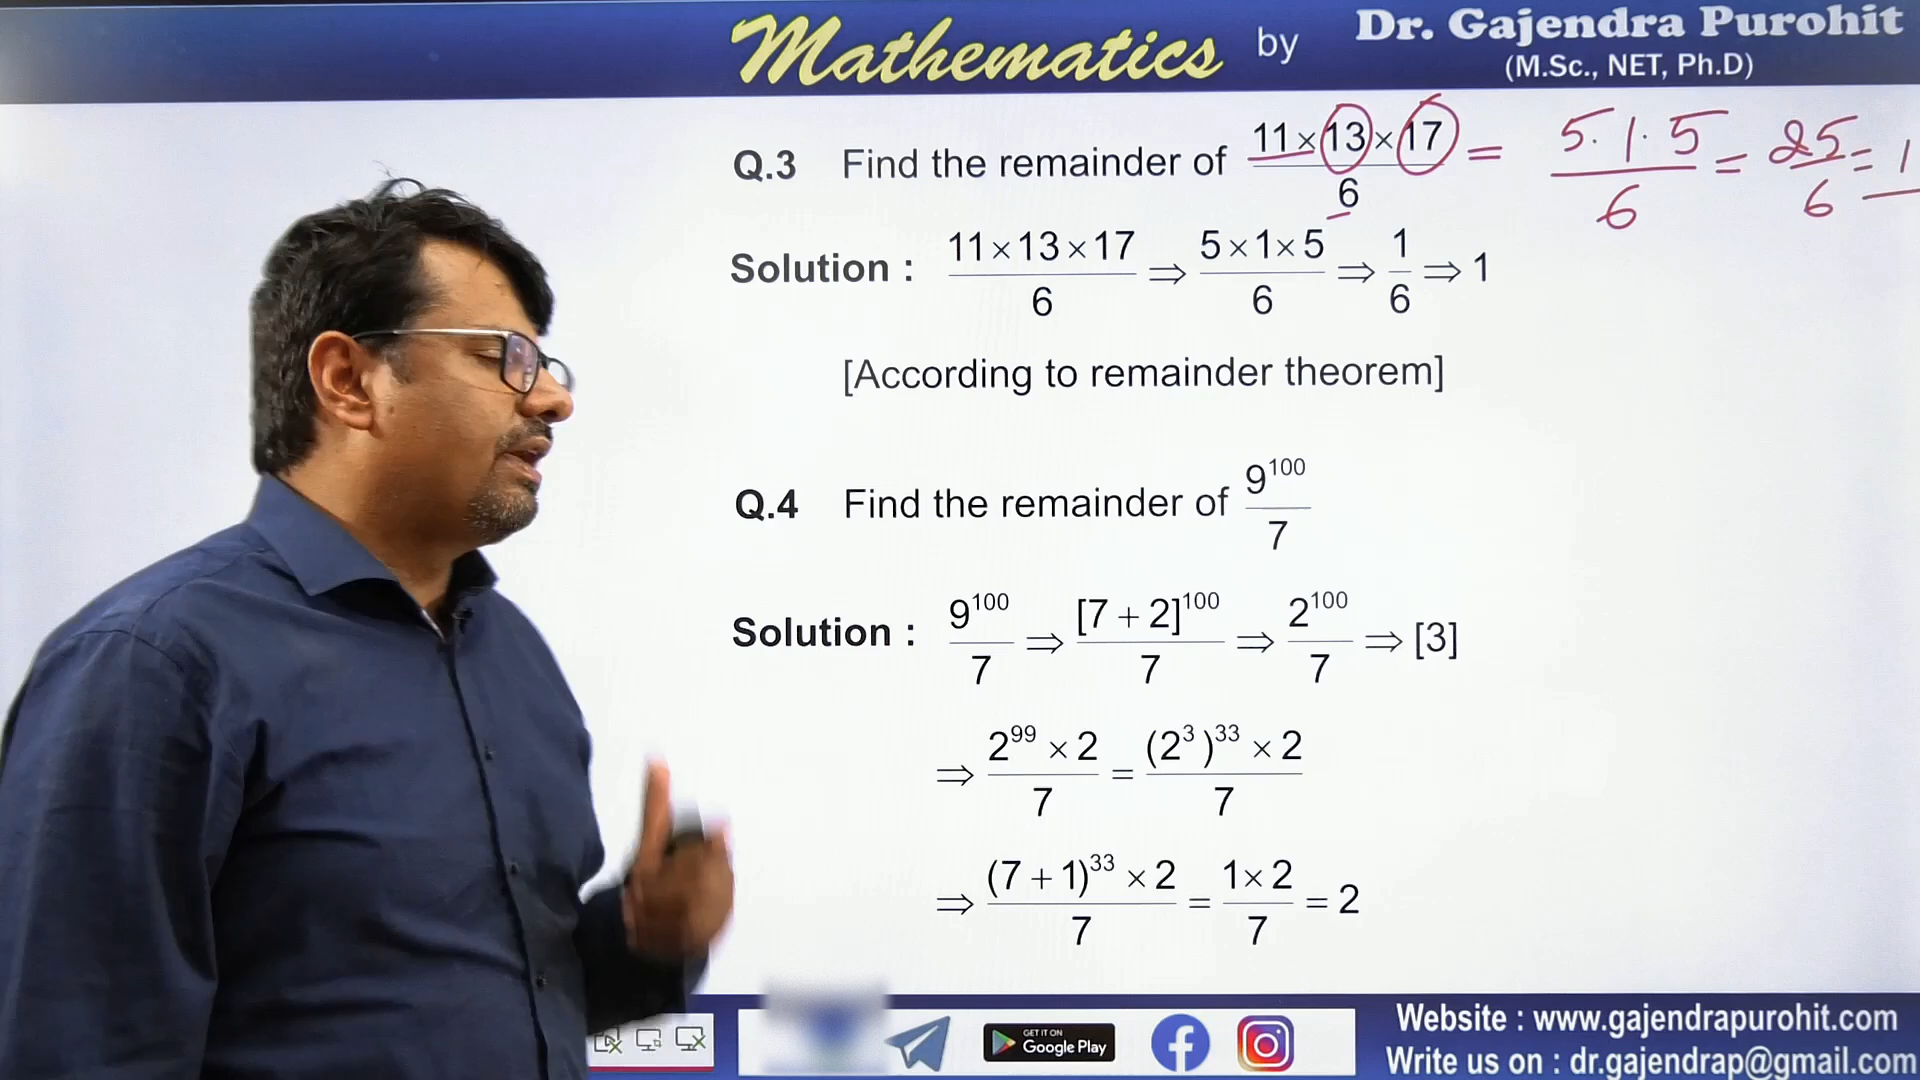 Mathematics by Dr. Gajendra Purohit
(M.Sc., NET, Ph.D)
Q.3 Find the remainder of 11×13×17/6 = 5·1·5/6 = 25/6 = 1
Solution : 11×13×17/6 ⇒ 5×1×5/6 ⇒ 1/6 ⇒ 1
[According to remainder theorem]
Q.4 Find the remainder of 9^100/7
Solution : 9^100/7 ⇒ [7 + 2]^100/7 ⇒ 2^100/7 ⇒ [3]
⇒ 2^99 × 2/7 = (2^3)^33 × 2/7
⇒ (7 + 1)^33 × 2/7 = 1×2/7 = 2
GET IT ON
Google Play
Website : www.gajendrapurohit.com
Write us on : dr.gajendrap@gmail.com